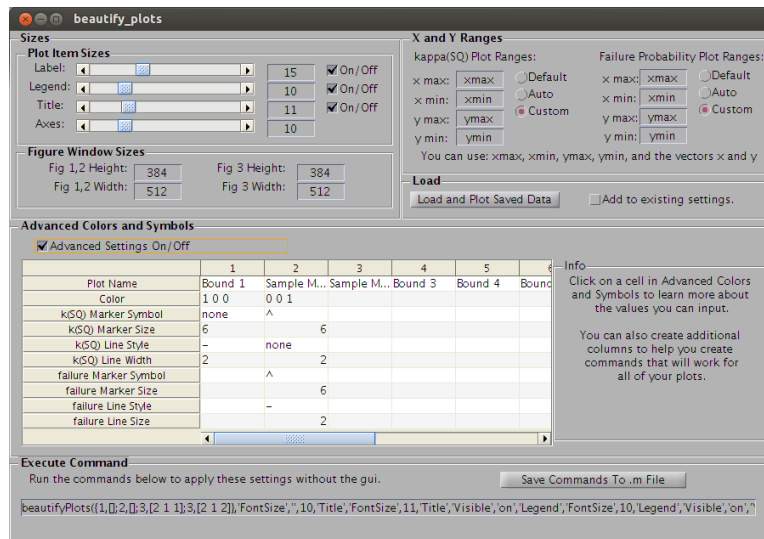 beautify_plots
Sizes
Plot Item Sizes
Label: 15 On/Off
Legend: 10 On/Off
Title: 11 On/Off
Axes: 10
Figure Window Sizes
Fig 1,2 Height: 384 Fig 3 Height: 384
Fig 1,2 Width: 512 Fig 3 Width: 512
X and Y Ranges
kappa(SQ) Plot Ranges: Failure Probability Plot Ranges:
x max: xmax Default x max: xmax Default
x min: xmin Auto x min: xmin Auto
y max: ymax Custom y max: ymax Custom
y min: ymin y min: ymin
You can use: xmax, xmin, ymax, ymin, and the vectors x and y
Load
Load and Plot Saved Data Add to existing settings.
Advanced Colors and Symbols
Advanced Settings On/Off
1 2 3 4 5 6
Plot Name Bound 1 Sample M... Sample M... Bound 3 Bound 4 Bound
Color 1 0 0 0 0 1
k(SQ) Marker Symbol none ^
k(SQ) Marker Size 6 6
k(SQ) Line Style - none
k(SQ) Line Width 2 2
failure Marker Symbol ^
failure Marker Size 6
failure Line Style -
failure Line Size 2
Info
Click on a cell in Advanced Colors
and Symbols to learn more about
the values you can input.
You can also create additional
columns to help you create
commands that will work for
all of your plots.
Execute Command
Run the commands below to apply these settings without the gui. Save Commands To .m File
beautifyPlots({1,[];2,[];3,[2 1 1];3,[2 1 2]},'FontSize','',10,'Title','FontSize',11,'Title','Visible','on','Legend','FontSize',10,'Legend','Visible','on',''